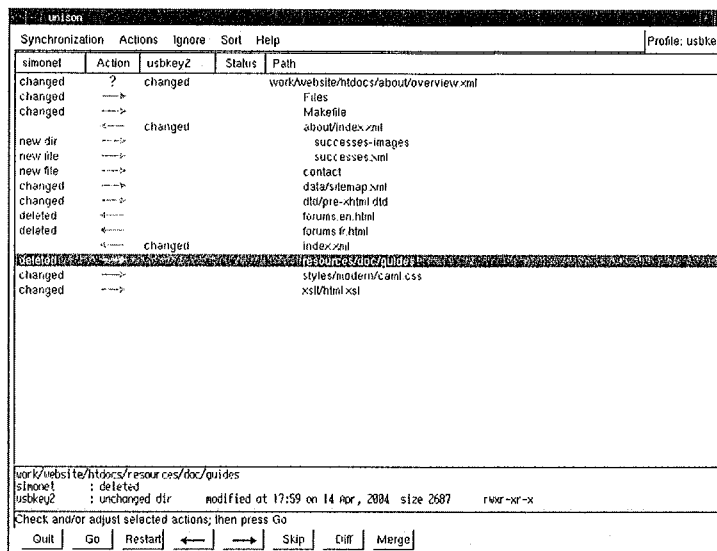 unison
Synchronization Actions Ignore Sort Help Profile: usbke
simonet Action usbkey2 Status Path
changed ? changed work/website/htdocs/about/overview.xml
changed Files
changed Makefile
changed about/index.xml
new dir successes-images
new file successes.xml
new file contact
changed data/sitemap.xml
changed dtd/pre-xhtml.dtd
deleted forums.en.html
deleted forums.fr.html
changed index.xml
deleted resources/doc/guides
changed styles/modern/caml.css
changed xsl/html.xsl
work/website/htdocs/resources/doc/guides
simonet : deleted
usbkey2 : unchanged dir modified at 17:59 on 14 Apr, 2004 size 2687 rwxr-xr-x
Check and/or adjust selected actions; then press Go
Quit Go Restart Skip Diff Merge